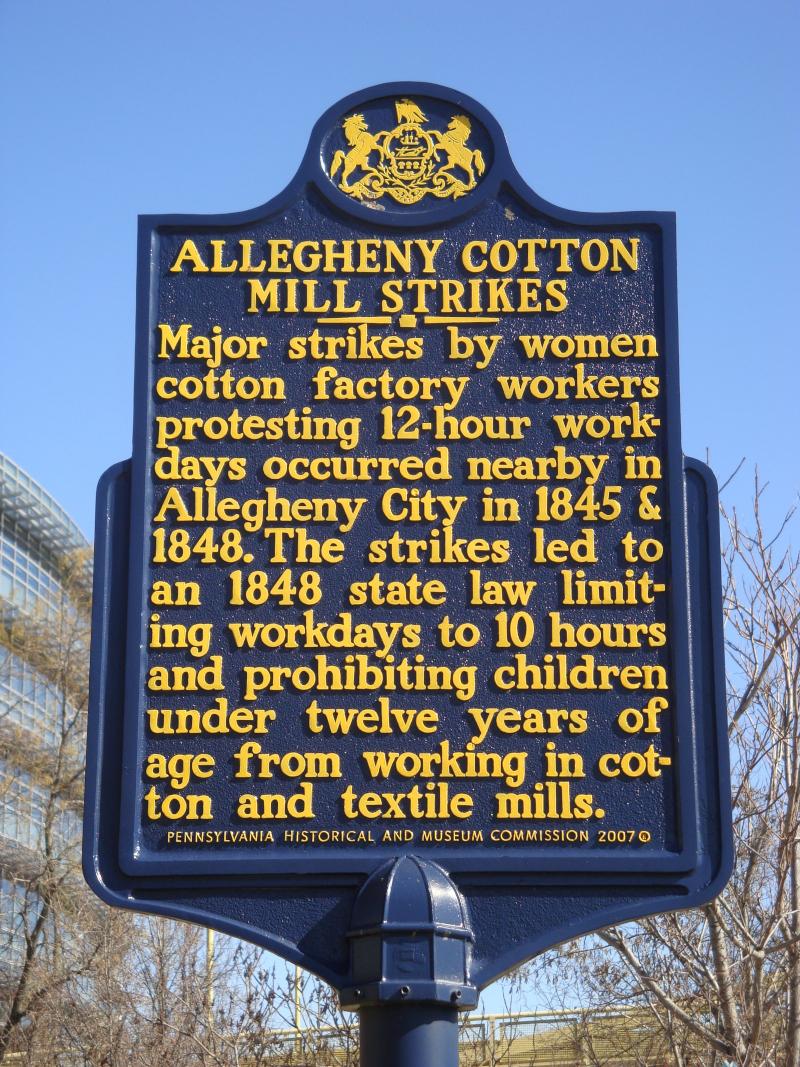 ALLEGHENY COTTON
MILL STRIKES
Major strikes by women
cotton factory workers
protesting 12-hour work-
days occurred nearby in
Allegheny City in 1845 &
1848. The strikes led to
an 1848 state law limit-
ing workdays to 10 hours
and prohibiting children
under twelve years of
age from working in cot-
ton and textile mills.
PENNSYLVANIA HISTORICAL AND MUSEUM COMMISSION 2007 ©